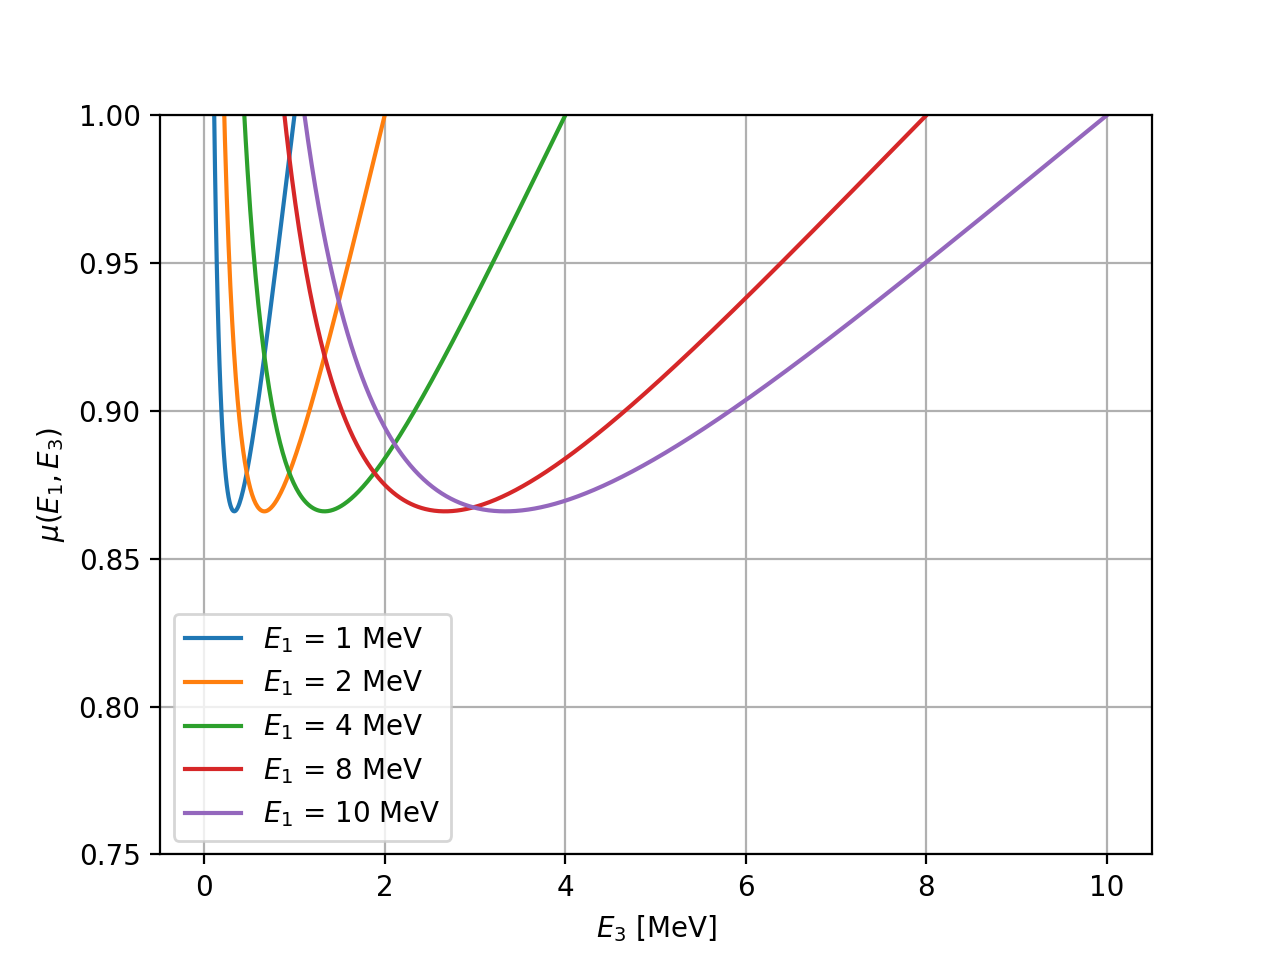 1.00
0.95
0.90
0.85
0.80
0.75
μ(E₁, E₃)
E₁ = 1 MeV
E₁ = 2 MeV
E₁ = 4 MeV
E₁ = 8 MeV
E₁ = 10 MeV
0 2 4 6 8 10
E₃ [MeV]